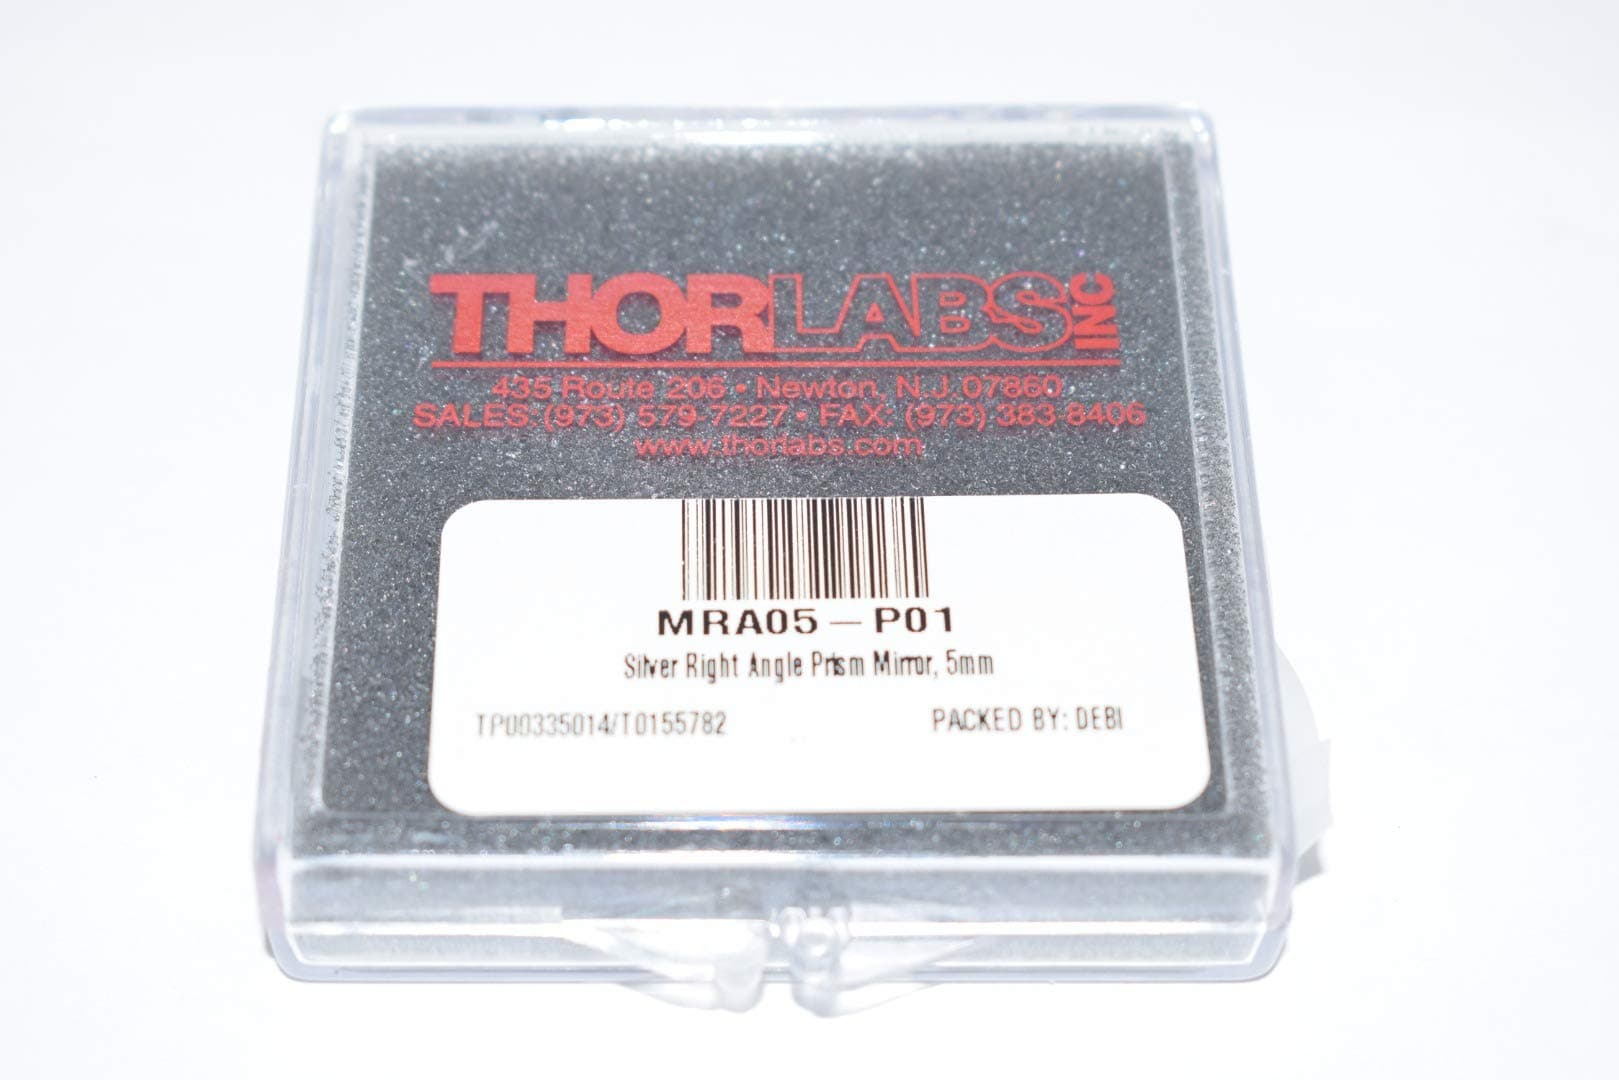 THORLABS INC
435 Route 206 • Newton, N.J. 07860
SALES: (973) 579-7227 • FAX: (973) 383-8406
www.thorlabs.com
MRA05-P01
Silver Right Angle Prism Mirror, 5mm
TP00335014/T0155782
PACKED BY: DEBI